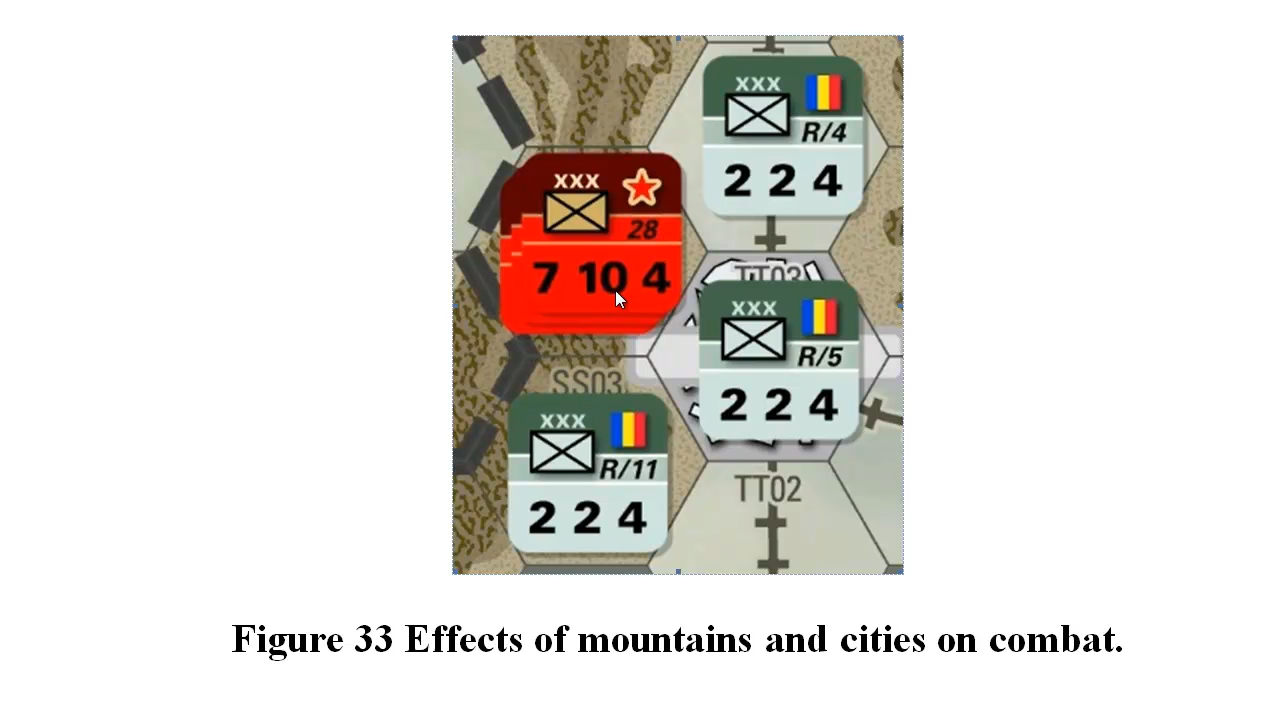 XXX
R/4
2 2 4
XXX
28
7 10 4
TT03
XXX
R/5
2 2 4
SS03
XXX
R/11
2 2 4
TT02
Figure 33 Effects of mountains and cities on combat.